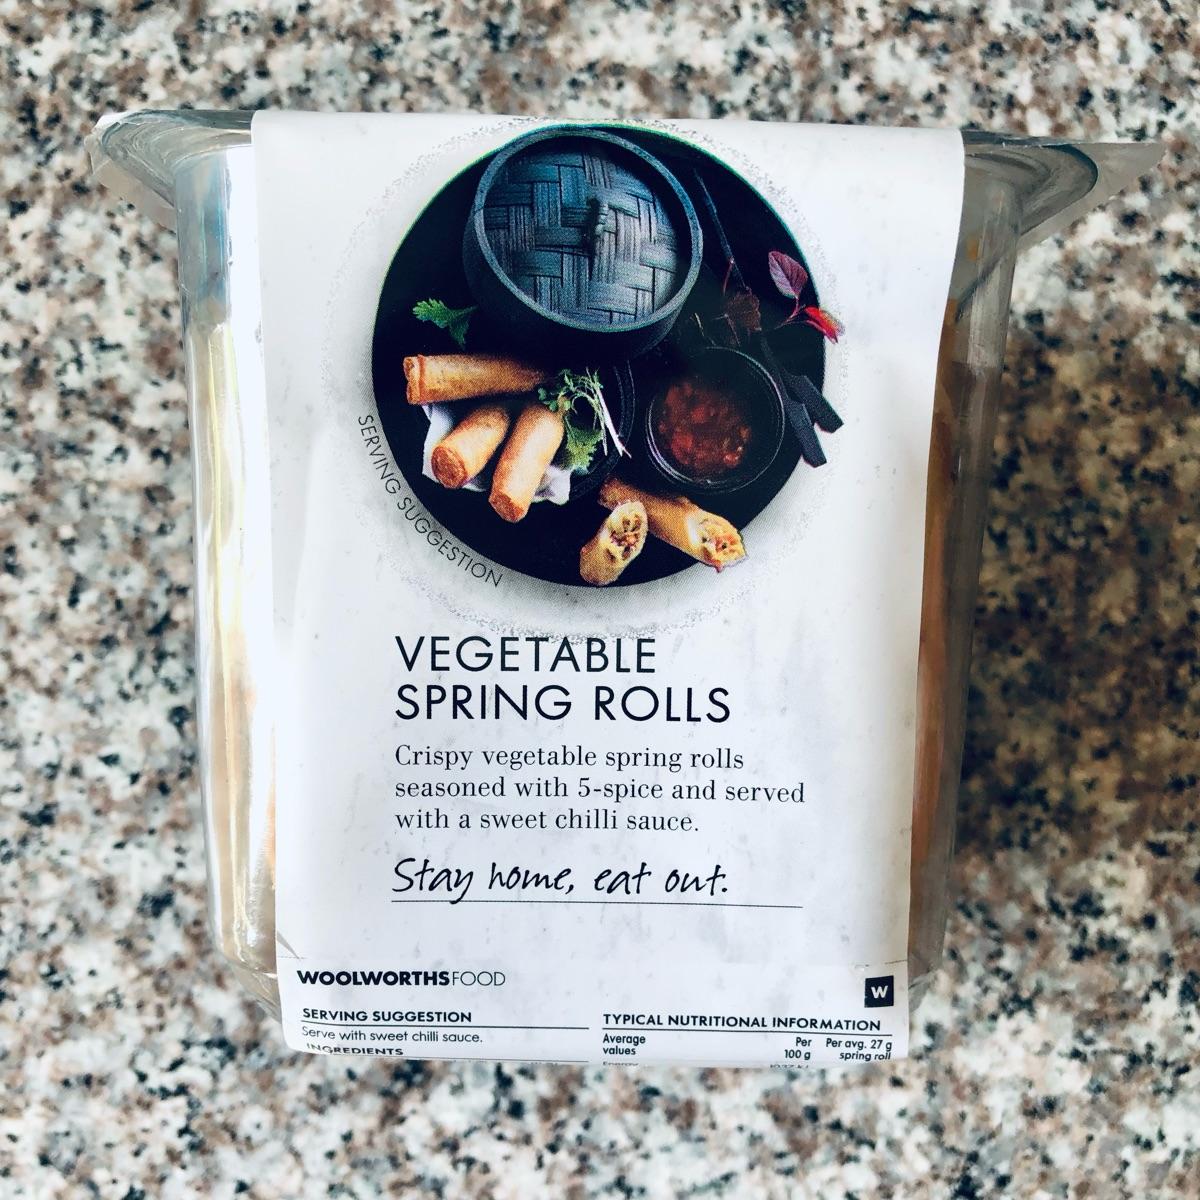 SERVING SUGGESTION
VEGETABLE
SPRING ROLLS
Crispy vegetable spring rolls
seasoned with 5-spice and served
with a sweet chilli sauce.
Stay home, eat out.
WOOLWORTHSFOOD
W
SERVING SUGGESTION
Serve with sweet chilli sauce.
INGREDIENTS
TYPICAL NUTRITIONAL INFORMATION
Average values
Per 100 g
Per avg. 27 g spring roll